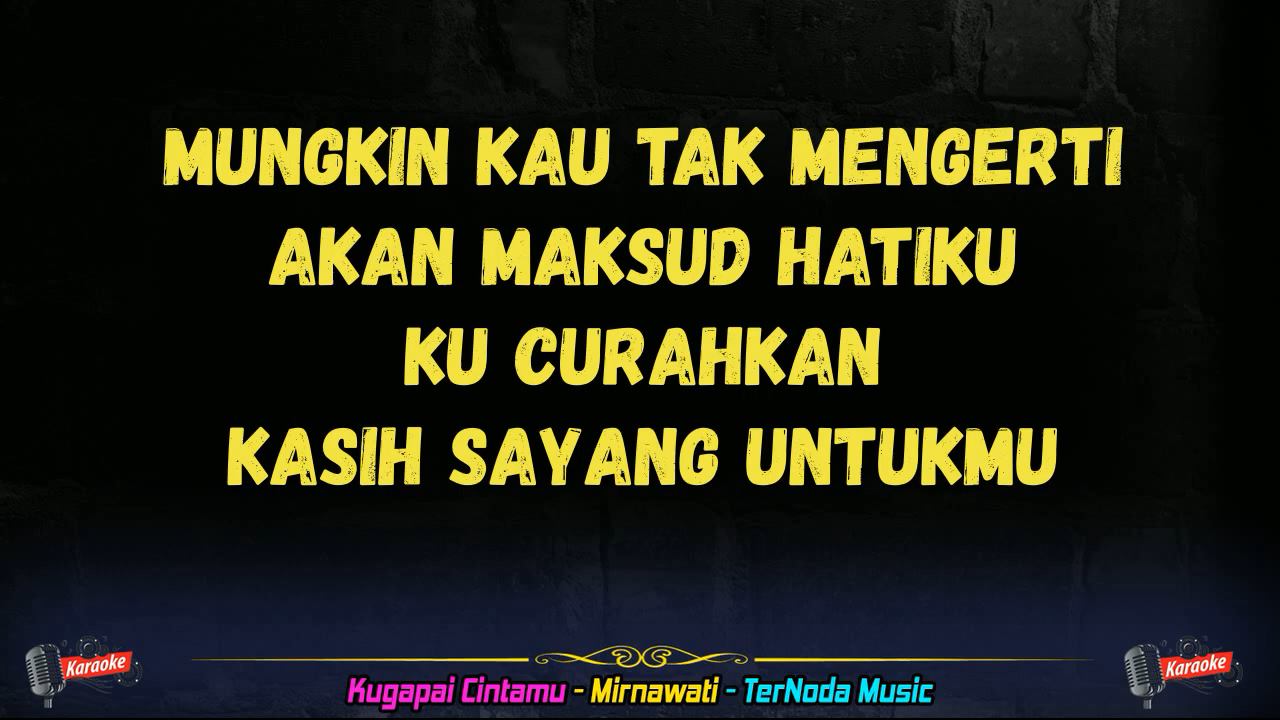 MUNGKIN KAU TAK MENGERTI
AKAN MAKSUD HATIKU
KU CURAHKAN
KASIH SAYANG UNTUKMU
Karaoke
Karaoke
Kugapai Cintamu - Mirnawati - TerNoda Music